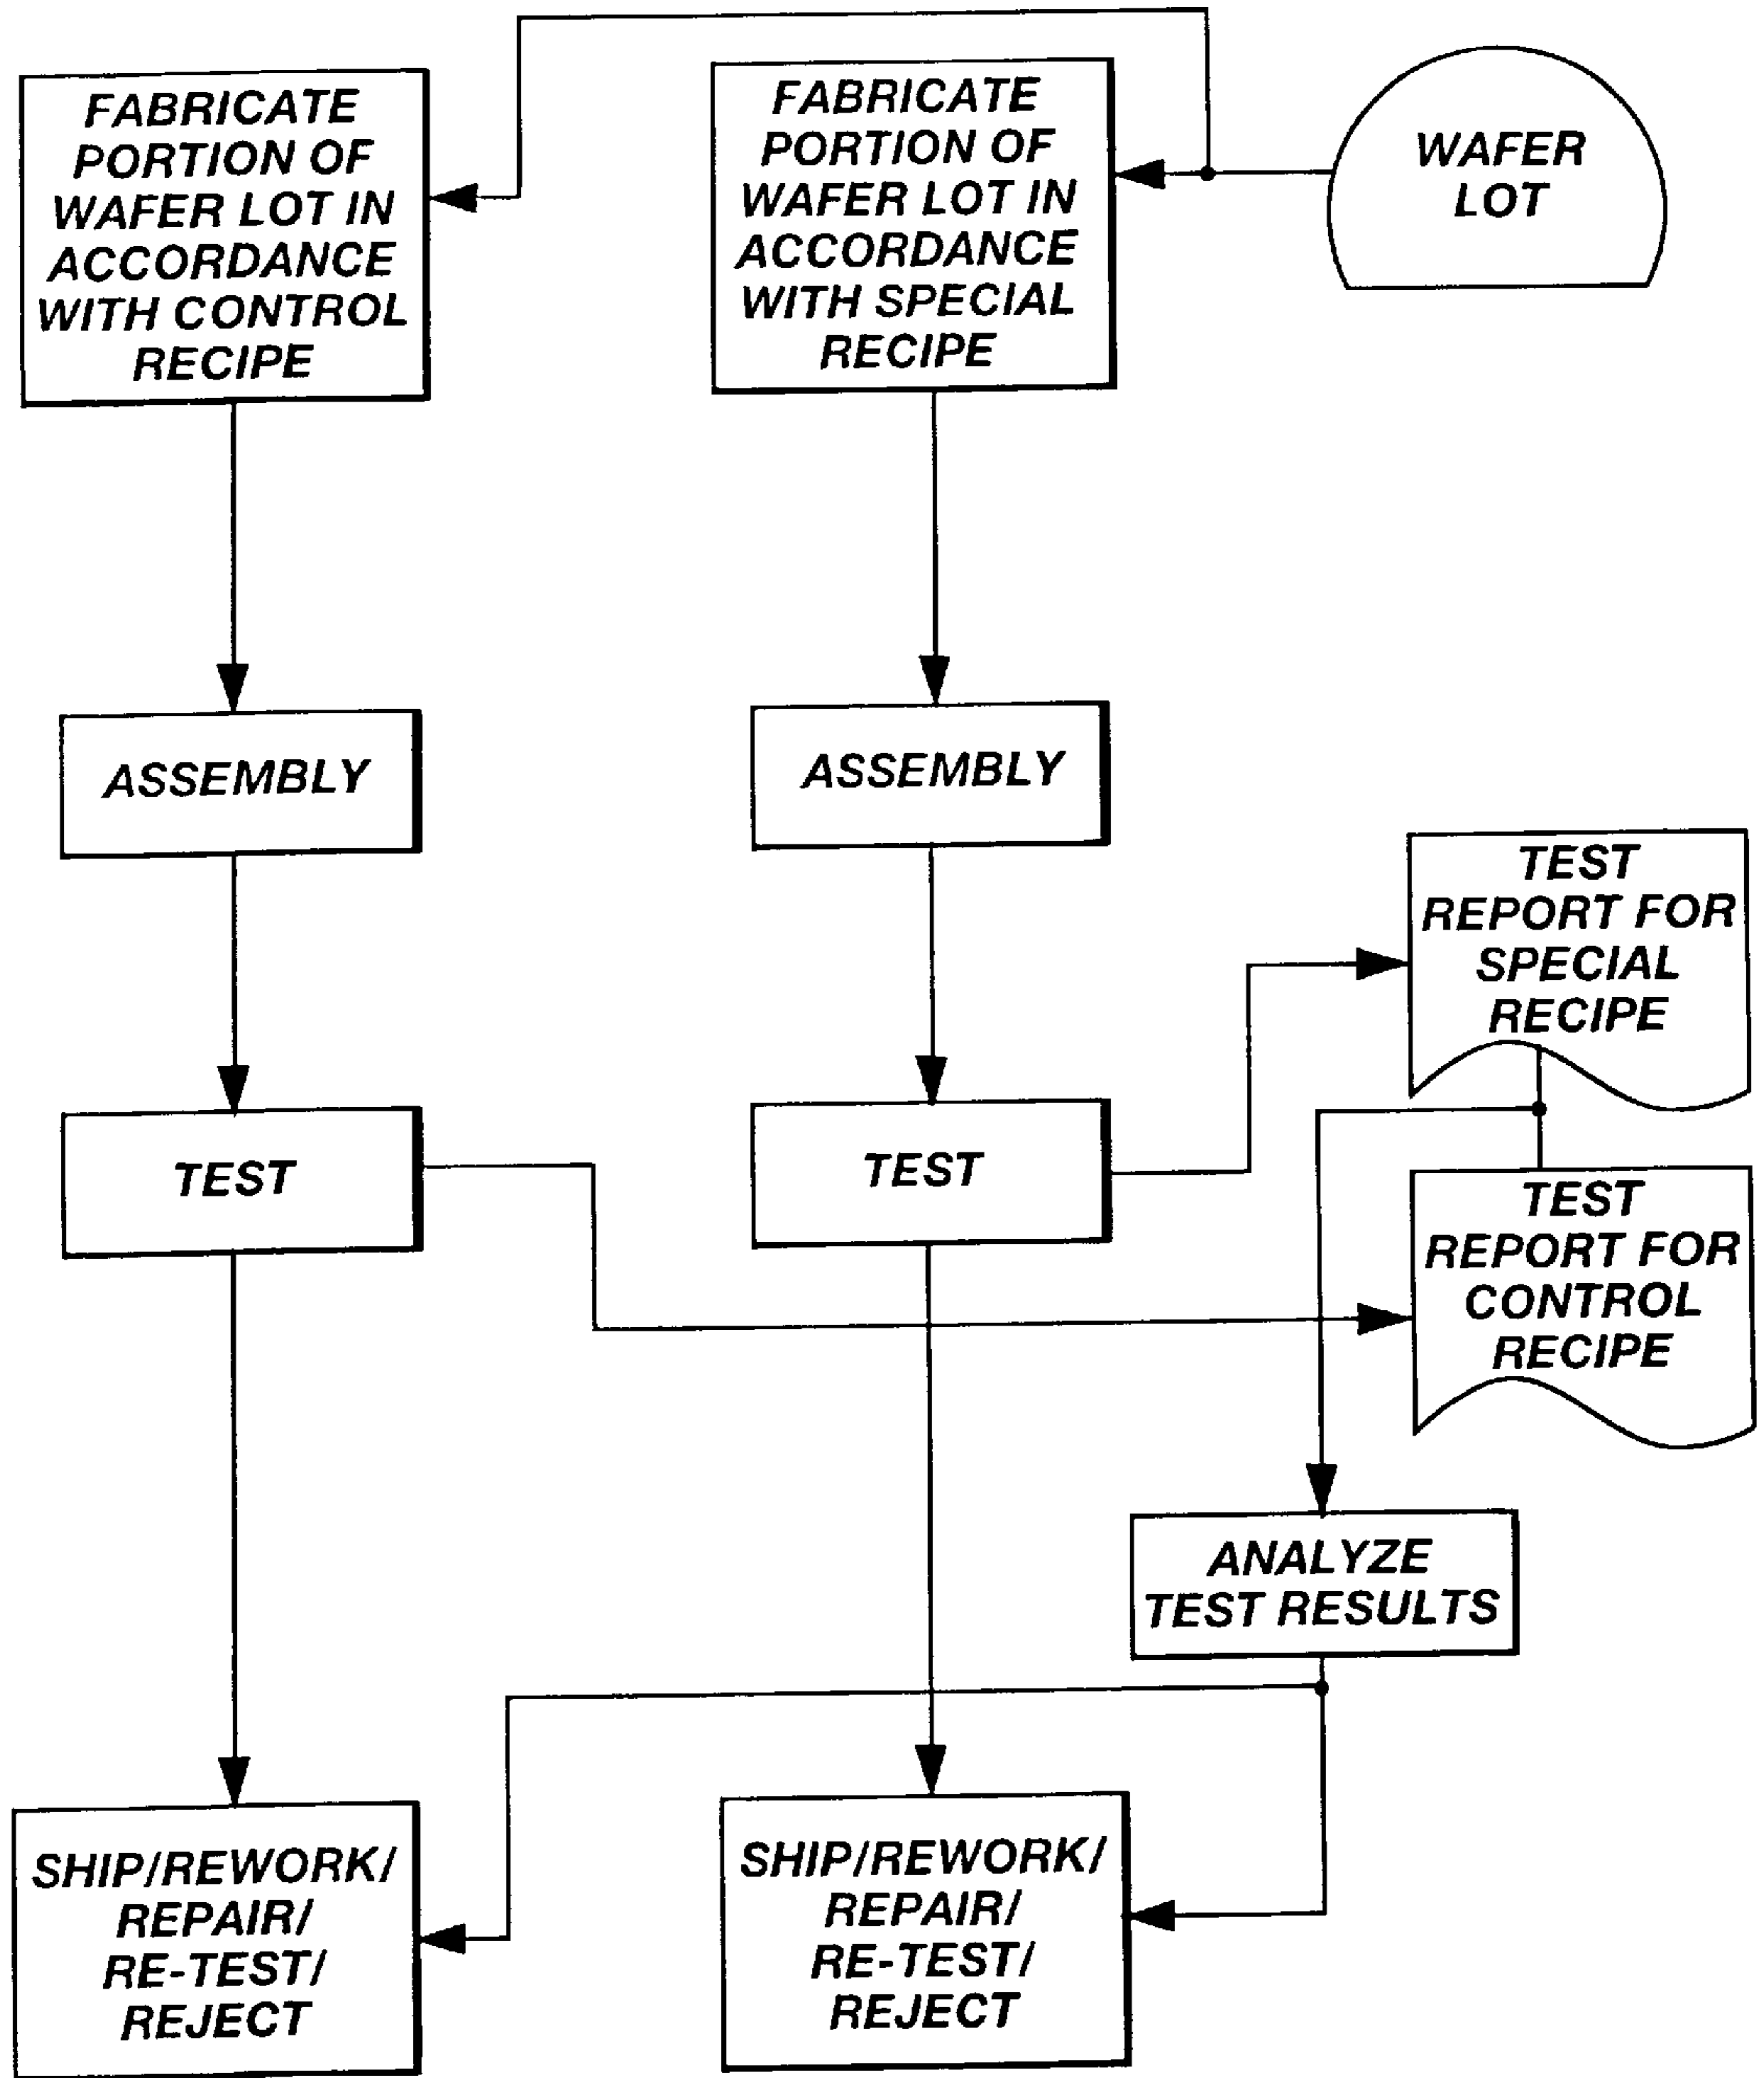 FABRICATE
PORTION OF
WAFER LOT IN
ACCORDANCE
WITH CONTROL
RECIPE
FABRICATE
PORTION OF
WAFER LOT IN
ACCORDANCE
WITH SPECIAL
RECIPE
WAFER
LOT
ASSEMBLY
ASSEMBLY
TEST
REPORT FOR
SPECIAL
RECIPE
TEST
TEST
TEST
REPORT FOR
CONTROL
RECIPE
ANALYZE
TEST RESULTS
SHIP/REWORK/
REPAIR/
RE-TEST/
REJECT
SHIP/REWORK/
REPAIR/
RE-TEST/
REJECT